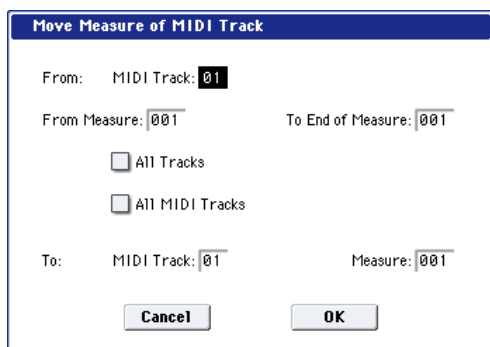 Move Measure of MIDI Track
From: MIDI Track: 01
From Measure: 001 To End of Measure: 001
All Tracks
All MIDI Tracks
To: MIDI Track: 01 Measure: 001
Cancel OK